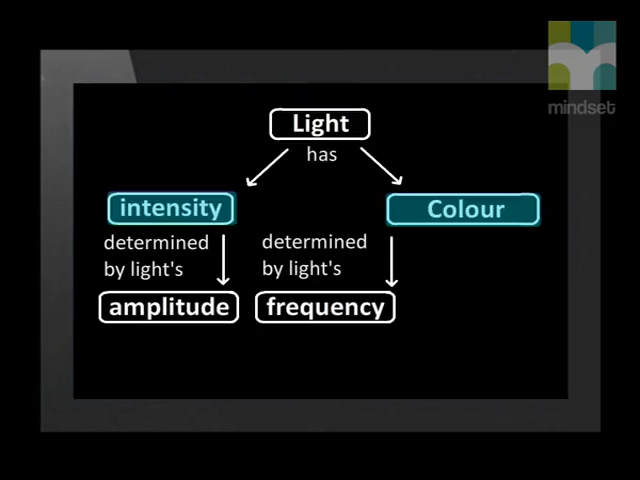 mindset
Light
has
intensity
Colour
determined
by light's
determined
by light's
amplitude
frequency